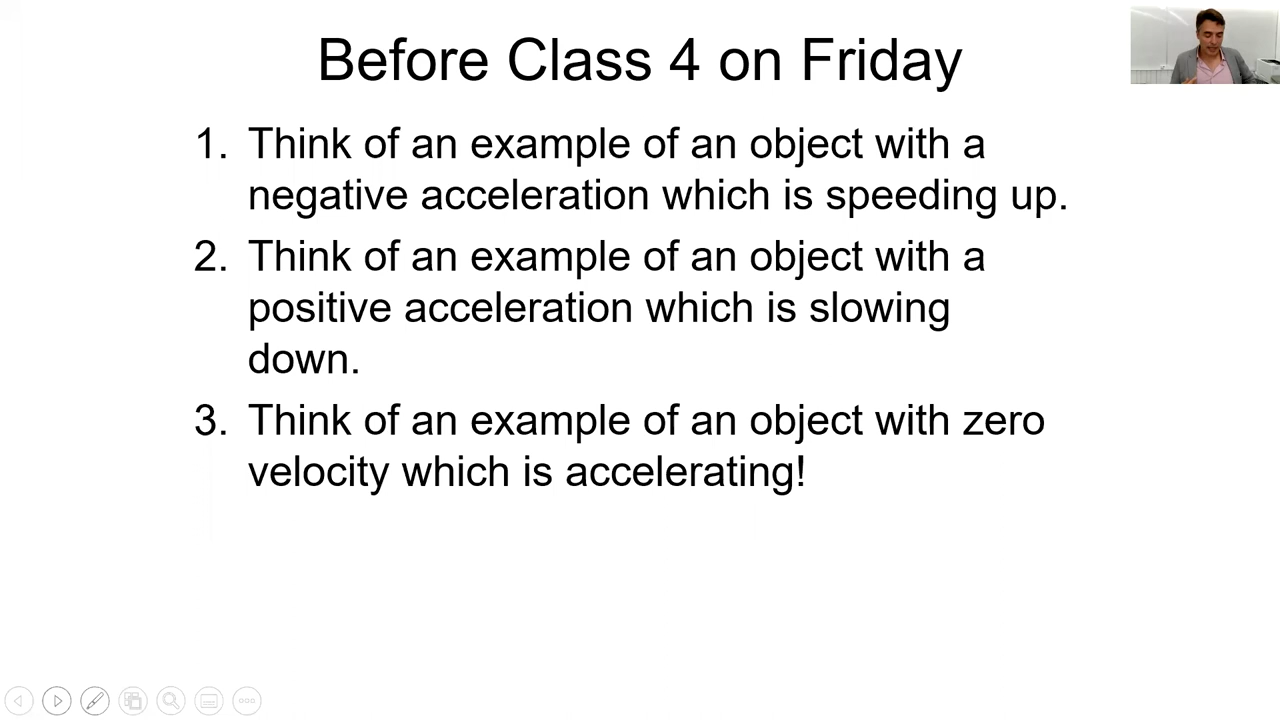 Before Class 4 on Friday
1. Think of an example of an object with a
negative acceleration which is speeding up.
2. Think of an example of an object with a
positive acceleration which is slowing
down.
3. Think of an example of an object with zero
velocity which is accelerating!